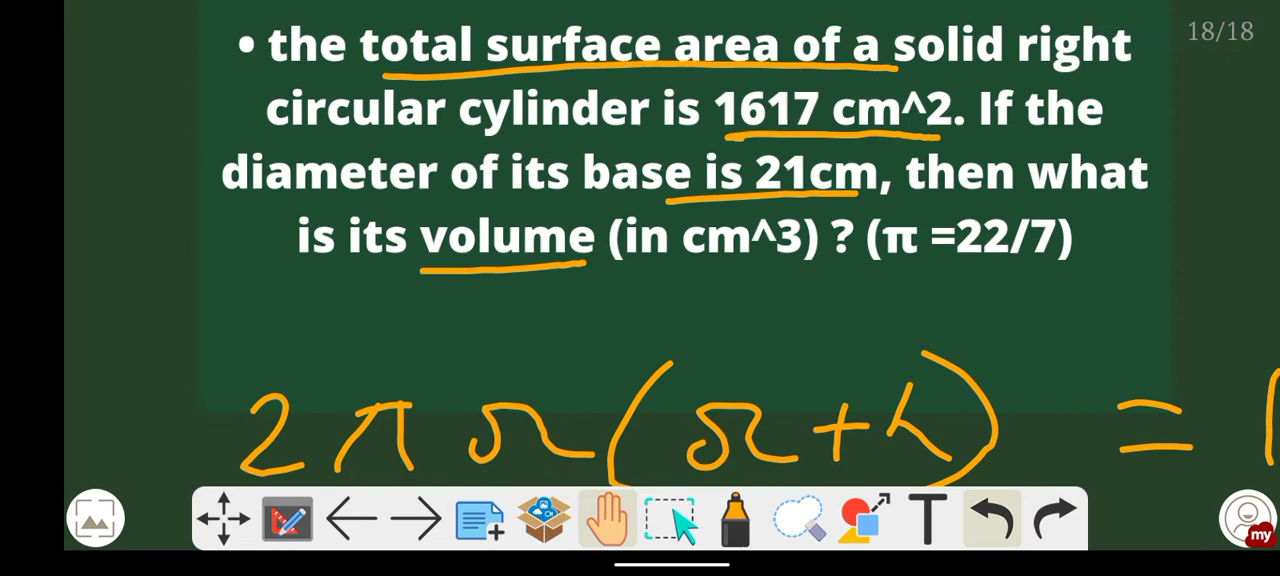 18/18
• the total surface area of a solid right
circular cylinder is 1617 cm^2. If the
diameter of its base is 21cm, then what
is its volume (in cm^3) ? (π =22/7)
2πr(r+h) =
T
my